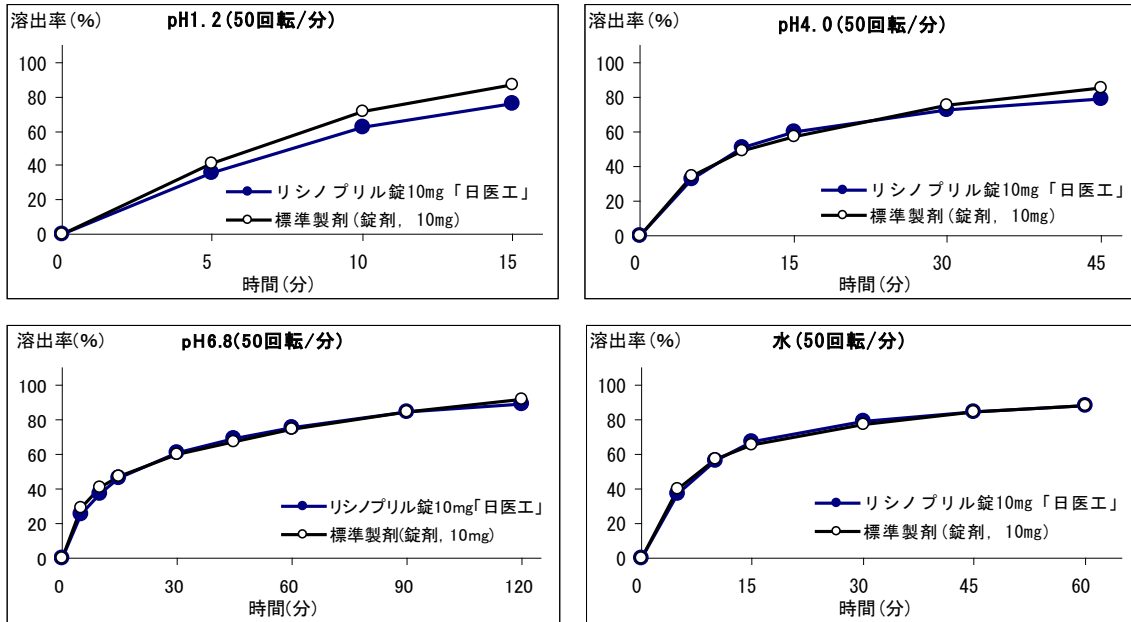 溶出率(%)
pH1.2(50回転/分)
100
80
60
40
20
0
リシノプリル錠10mg「日医工」
標準製剤(錠剤, 10mg)
0 5 10 15
時間(分)
溶出率(%)
pH4.0(50回転/分)
100
80
60
40
20
0
リシノプリル錠10mg「日医工」
標準製剤(錠剤, 10mg)
0 15 30 45
時間(分)
溶出率(%)
pH6.8(50回転/分)
100
80
60
40
20
0
リシノプリル錠10mg「日医工」
標準製剤(錠剤, 10mg)
0 30 60 90 120
時間(分)
溶出率(%)
水(50回転/分)
100
80
60
40
20
0
リシノプリル錠10mg「日医工」
標準製剤(錠剤, 10mg)
0 15 30 45 60
時間(分)